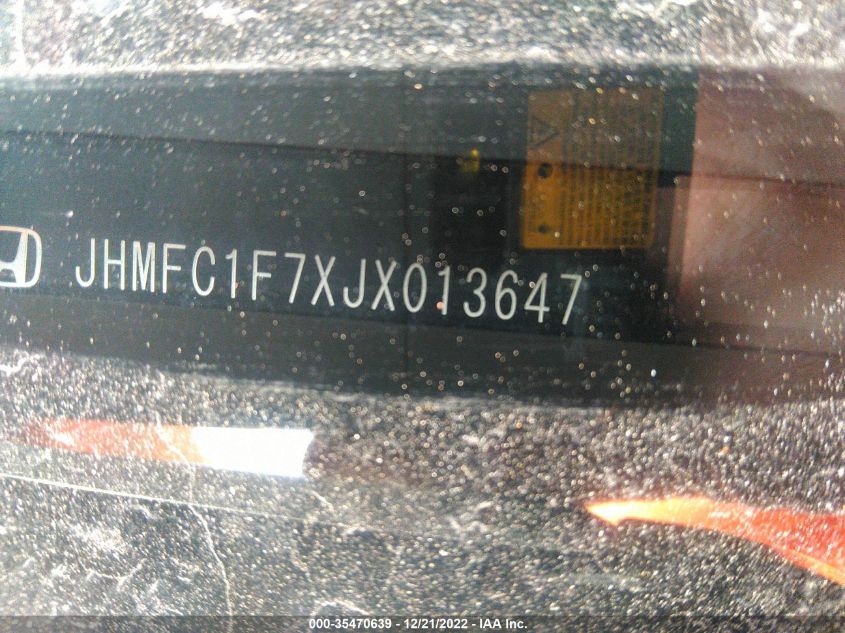 JHMFC1F7XJX013647
000-35470639 - 12/21/2022 - IAA Inc.